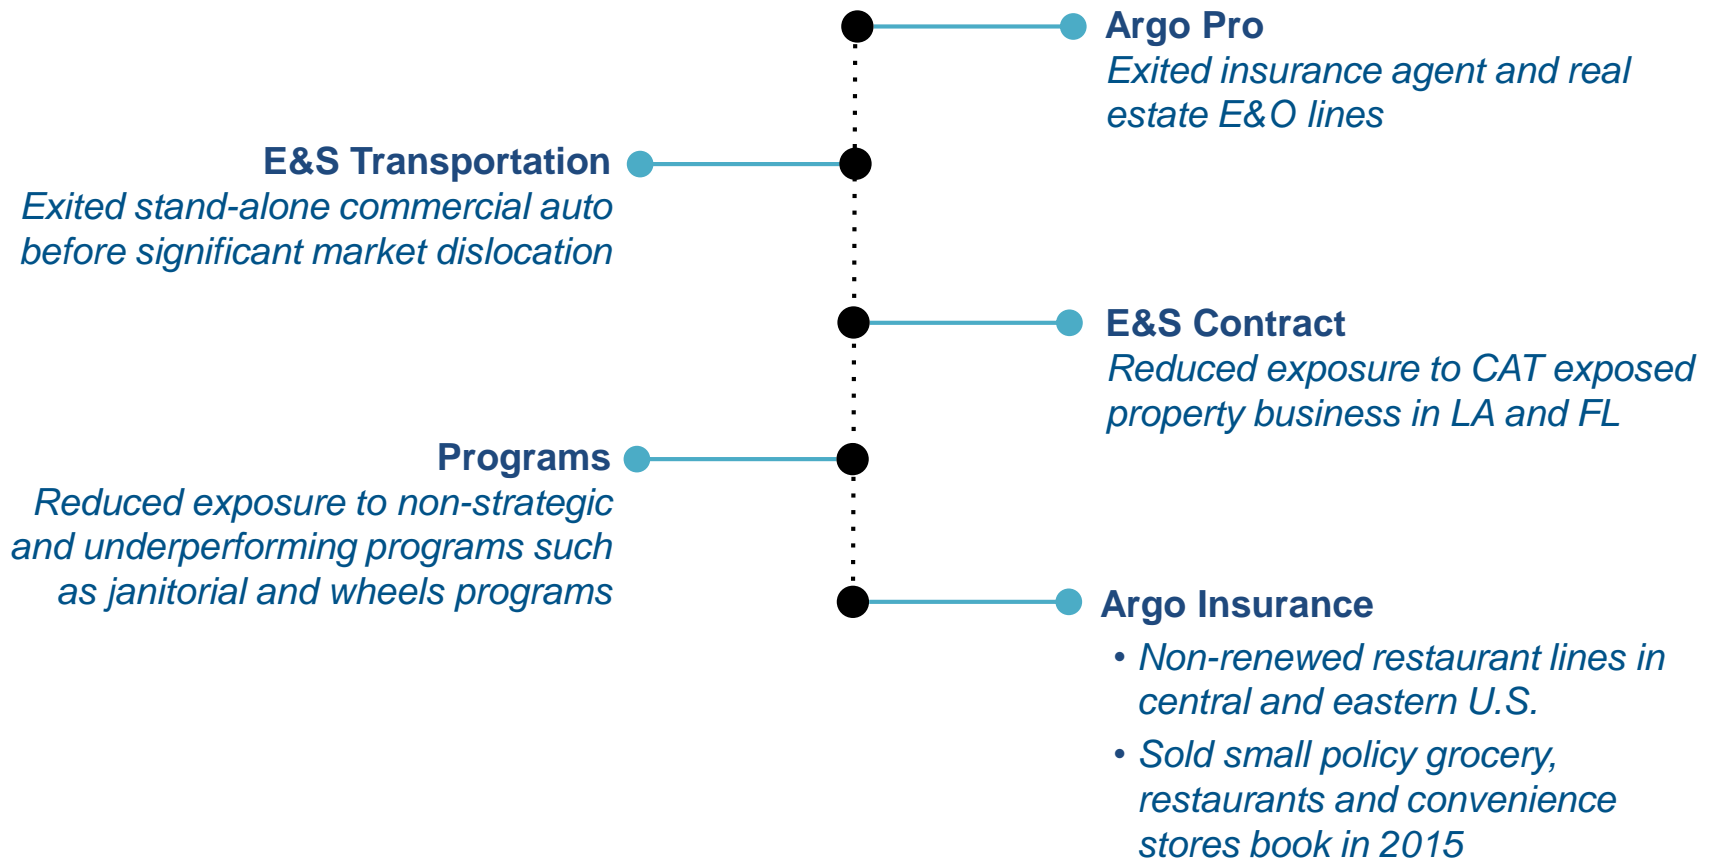 Argo Pro
Exited insurance agent and real
estate E&O lines
E&S Transportation
Exited stand-alone commercial auto
before significant market dislocation
E&S Contract
Reduced exposure to CAT exposed
property business in LA and FL
Programs
Reduced exposure to non-strategic
and underperforming programs such
as janitorial and wheels programs
Argo Insurance
• Non-renewed restaurant lines in
central and eastern U.S.
• Sold small policy grocery,
restaurants and convenience
stores book in 2015